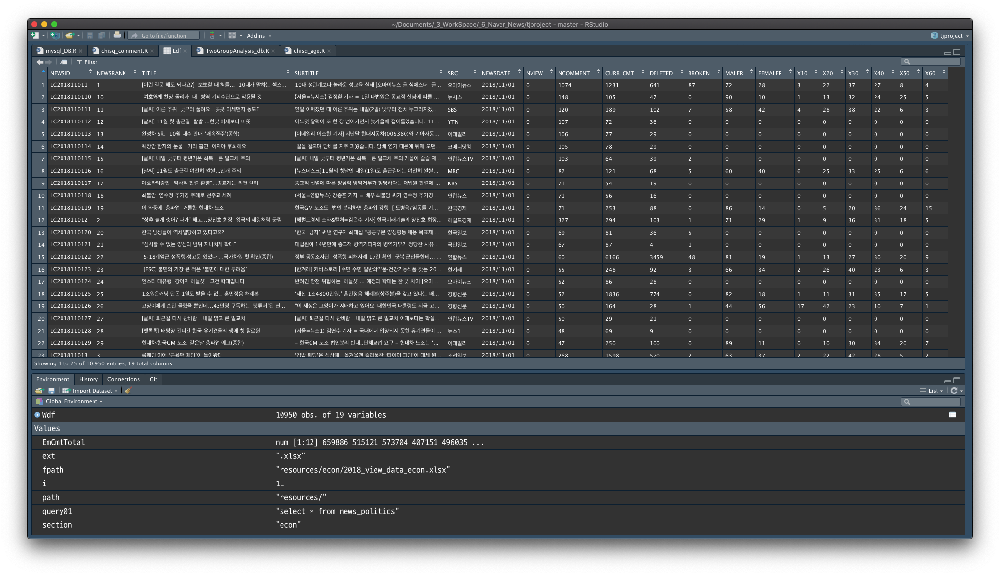 ~/Documents/_3_WorkSpace/_6_Naver_News/tjproject - master - RStudio
Go to file/function Addins tjproject
mysql_DB.R chisq_comment.R Ldf TwoGroupAnalysis_db.R chisq_age.R
Filter
NEWSID NEWSRANK TITLE SUBTITLE SRC NEWSDATE NVIEW NCOMMENT CURR_CMT DELETED BROKEN MALER FEMALER X10 X20 X30 X40 X50 X60
1 LC201811011 1 [이런 질문 해도 되나요?] 뽀뽀할 때 혀를... 10대가 말하는 섹스... 10대 성관계보다 놀라운 성교육 실태 [오마이뉴스 글:심에스더 글... 오마이뉴스 2018/11/01 0 1074 1231 641 87 72 28 3 22 37 27 8 4
2 LC2018110110 10 여호와께 찬양 돌리자 대 병역 기피수단으로 악용될 것 【서울=뉴시스】 김정환 기자 = 1일 대법원은 종교적 신념에 따른 ... 뉴시스 2018/11/01 0 148 105 47 0 90 10 1 13 32 24 25 5
3 LC2018110111 11 [날씨] 이른 추위 낮부터 풀려요...곳곳 미세먼지 농도↑ 연일 이어졌던 때 이른 추위는 내일(2일) 낮부터 점차 누그러지겠... SBS 2018/11/01 0 120 189 102 7 58 42 4 28 38 22 6 3
4 LC2018110112 12 [날씨] 11월 첫 출근길 쌀쌀 ...한낮 어제보다 따뜻 어느덧 달력이 또 한 장 넘어가면서 늦가을에 접어들었습니다. 11... YTN 2018/11/01 0 107 72 36 0 0 0 0 0 0 0 0 0
5 LC2018110113 13 완성차 5社 10월 내수 판매 ‘쾌속질주’(종합) [이데일리 이소현 기자] 지난달 현대자동차(005380)와 기아자동... 이데일리 2018/11/01 0 106 77 29 0 0 0 0 0 0 0 0 0
6 LC2018110114 14 췌장암 환자의 눈물 거리 흡연 이제야 후회해요 길을 걸으며 담배를 자주 피웠습니다. 담배 연기 때문에 뒤에 오던... 코메디닷컴 2018/11/01 0 105 78 29 0 0 0 0 0 0 0 0 0
7 LC2018110115 15 [날씨] 내일 낮부터 평년기온 회복...큰 일교차 주의 [날씨] 내일 낮부터 평년기온 회복...큰 일교차 주의 가을이 슬슬 제... 연합뉴스TV 2018/11/01 0 103 64 39 2 0 0 0 0 0 0 0 0
8 LC2018110116 16 [날씨] 11월도 출근길 여전히 쌀쌀...안개 주의 [뉴스데스크]11월의 첫날인 내일(1일)도 출근길에는 여전히 쌀쌀... MBC 2018/11/01 0 82 121 68 5 60 40 6 25 33 25 6 6
9 LC2018110117 17 여호와의증인 “역사적 판결 환영”...종교계는 의견 갈려 종교적 신념에 따른 양심적 병역거부가 정당하다는 대법원 판결에 ... KBS 2018/11/01 0 71 54 19 0 0 0 0 0 0 0 0 0
10 LC2018110118 18 최불암 염수정 추기경 주례로 천주교 세례 (서울=연합뉴스) 강종훈 기자 = 배우 최불암 씨가 염수정 추기경 ... 연합뉴스 2018/11/01 0 71 56 16 0 0 0 0 0 0 0 0 0
11 LC2018110119 19 이 와중에 총파업 거론한 현대차 노조 한국GM 노조도 법인 분리하면 총파업 강행 [ 도병욱/임동률 기... 한국경제 2018/11/01 0 71 253 88 0 86 14 0 5 20 36 24 15
12 LC201811012 2 “상추 늦게 씻어? 나가” 해고...양진호 회장 왕국의 제왕처럼 군림 [헤럴드경제 스타&컬처=김은수 기자] 한국미래기술의 양진호 회장... 헤럴드경제 2018/11/01 0 327 294 103 1 71 29 1 9 36 31 18 5
13 LC2018110120 20 한국 남성들이 역차별당하고 있다고요? ‘한국 남자’ 써낸 연구자 최태섭 “공공부문 양성평등 채용 목표제 ... 한국일보 2018/11/01 0 69 81 36 5 0 0 0 0 0 0 0 0
14 LC2018110121 21 “심사할 수 없는 양심의 범위 지나치게 확대” 대법원이 14년만에 종교적 병역기피자의 병역거부가 정당한 사유... 국민일보 2018/11/01 0 67 87 4 1 0 0 0 0 0 0 0 0
15 LC2018110122 22 5·18계엄군 성폭행·성고문 있었다 ...국가차원 첫 확인(종합) 정부 공동조사단 성폭행 피해사례 17건 확인 군복 군인들한테... ... 연합뉴스 2018/11/01 0 60 6166 3459 48 81 19 1 13 27 30 20 9
16 LC2018110123 23 [ESC] 불면의 가장 큰 적은 ‘불면에 대한 두려움’ [한겨레] 커버스토리│수면 수면 일반의약품·건강기능식품 찾는 20... 한겨레 2018/11/01 0 55 248 92 3 66 34 2 26 40 23 6 3
17 LC2018110124 24 인스타 대유행 강아지 하늘샷 그건 학대입니다 반려견 안전 위협하는 하늘샷 ... 애정과 학대는 한 끗 차이 [오마... 오마이뉴스 2018/11/01 0 52 86 28 0 0 0 0 0 0 0 0 0
18 LC2018110125 25 1조원은커녕 단돈 1원도 받을 수 없는 훈민정음 해례본 ‘재산 1조4800만원.’ 훈민정음 해례본(상주본)을 갖고 있다는 배... 경향신문 2018/11/01 0 52 1836 774 0 82 18 1 11 31 35 17 5
19 LC2018110126 26 고양이에게 손만 물렸을 뿐인데...43만명 구독하는 펫튜버’된 연... “이 세상은 고양이가 지배하고 있어요. 대한민국 대통령도 지금 고... 경향신문 2018/11/01 0 50 164 28 1 44 56 17 42 23 10 7 1
20 LC2018110127 27 [날씨] 퇴근길 다시 찬바람...내일 맑고 큰 일교차 [날씨] 퇴근길 다시 찬바람...내일 맑고 큰 일교차 어제보다는 확실... 연합뉴스TV 2018/11/01 0 50 29 21 0 0 0 0 0 0 0 0 0
21 LC2018110128 28 [펫톡톡] 태평양 건너간 한국 유기견들의 생애 첫 할로윈 (서울=뉴스1) 김연수 기자 = 국내에서 입양되지 못한 유기견들이 ... 뉴스1 2018/11/01 0 48 69 9 0 0 0 0 0 0 0 0 0
22 LC2018110129 29 현대차·한국GM 노조 같은날 총파업 예고(종합) - 한국GM 노조 법인분리 반대..단체교섭 요구 - 현대차 노조는 ‘... 이데일리 2018/11/01 0 47 250 100 0 89 11 0 10 30 34 20 7
23 LC201811013 3 롱패딩 이어 ‘근육맨 패딩’이 돌아왔다 ‘김밥 패딩’은 식상해...올겨울엔 컬러풀한 ‘타이어 패딩’이 대세 원... 조선일보 2018/11/01 0 268 1598 570 2 63 37 2 22 42 28 5 2
Showing 1 to 25 of 10,950 entries, 19 total columns
Environment History Connections Git
Import Dataset List
Global Environment
Wdf 10950 obs. of 19 variables
Values
EmCmtTotal num [1:12] 659886 515121 573704 407151 496035 ...
ext ".xlsx"
fpath "resources/econ/2018_view_data_econ.xlsx"
i 1L
path "resources/"
query01 "select * from news_politics"
section "econ"